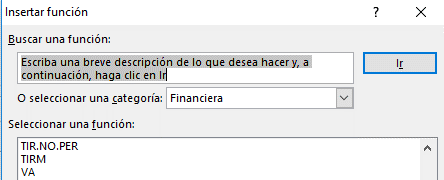 Insertar función
Buscar una función:
Escriba una breve descripción de lo que desea hacer y, a
continuación, haga clic en Ir
Ir
O seleccionar una categoría: Financiera
Seleccionar una función:
TIR.NO.PER
TIRM
VA